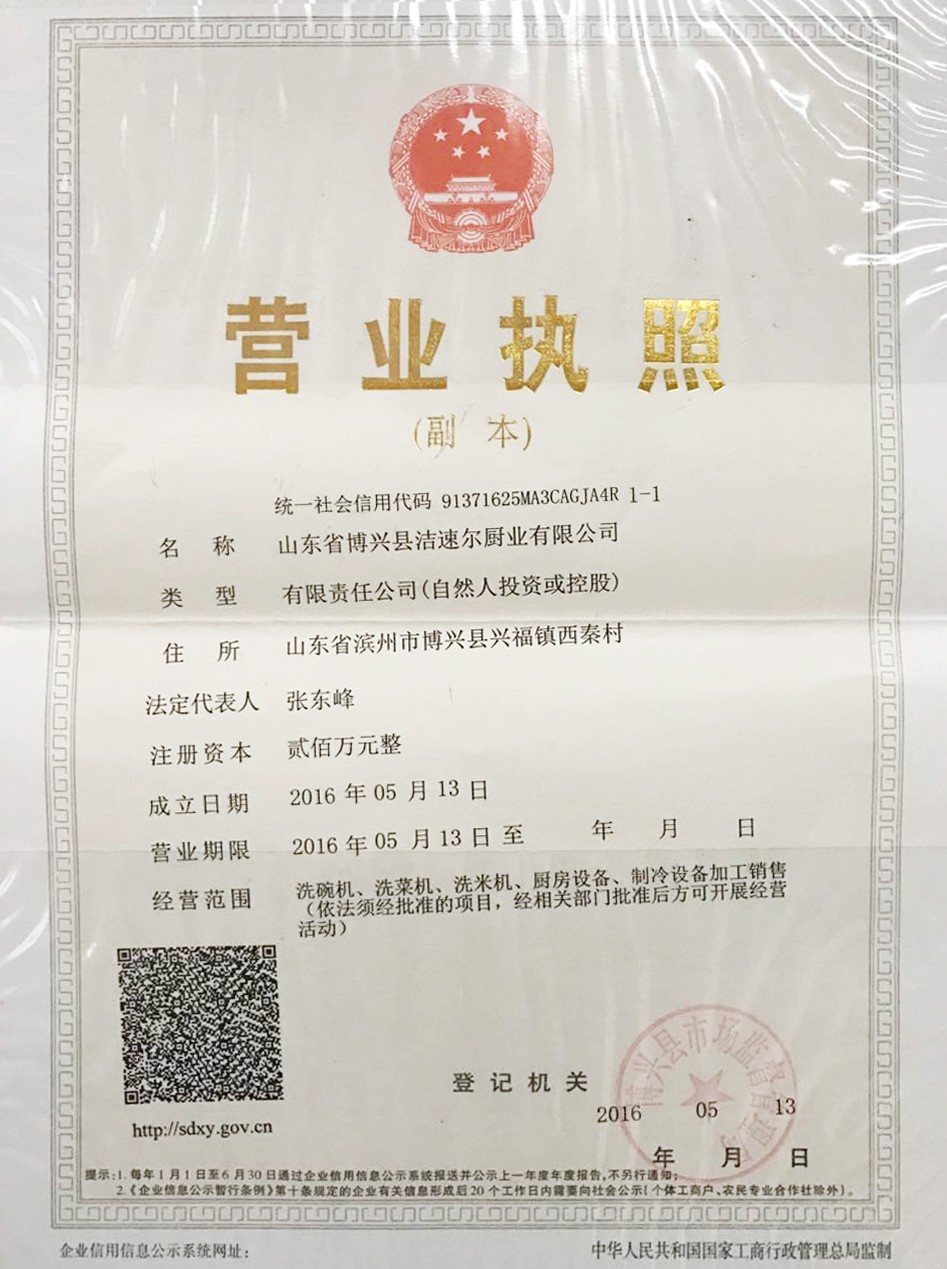 营业执照
(副 本)
统一社会信用代码 91371625MA3CAGJA4R 1-1
名 称 山东省博兴县洁速尔厨业有限公司
类 型 有限责任公司(自然人投资或控股)
住 所 山东省滨州市博兴县兴福镇西秦村
法定代表人 张东峰
注册资本 贰佰万元整
成立日期 2016 年 05 月 13 日
营业期限 2016 年 05 月 13 日 至 年 月 日
经营范围 洗碗机、洗菜机、洗米机、厨房设备、制冷设备加工销售
（依法须经批准的项目，经相关部门批准后方可开展经营
活动）
http://sdxy.gov.cn
登记机关
博兴县市场监督管理局
2016 05 13
年 月 日
提示：1. 每年1月1日至6月30日通过企业信用信息公示系统报送并公示上一年度年度报告，不另行通知；
2.《企业信息公示暂行条例》第十条规定的企业有关信息形成后20个工作日内需要向社会公示(个体工商户、农民专业合作社除外)。
企业信用信息公示系统网址：
中华人民共和国国家工商行政管理总局监制